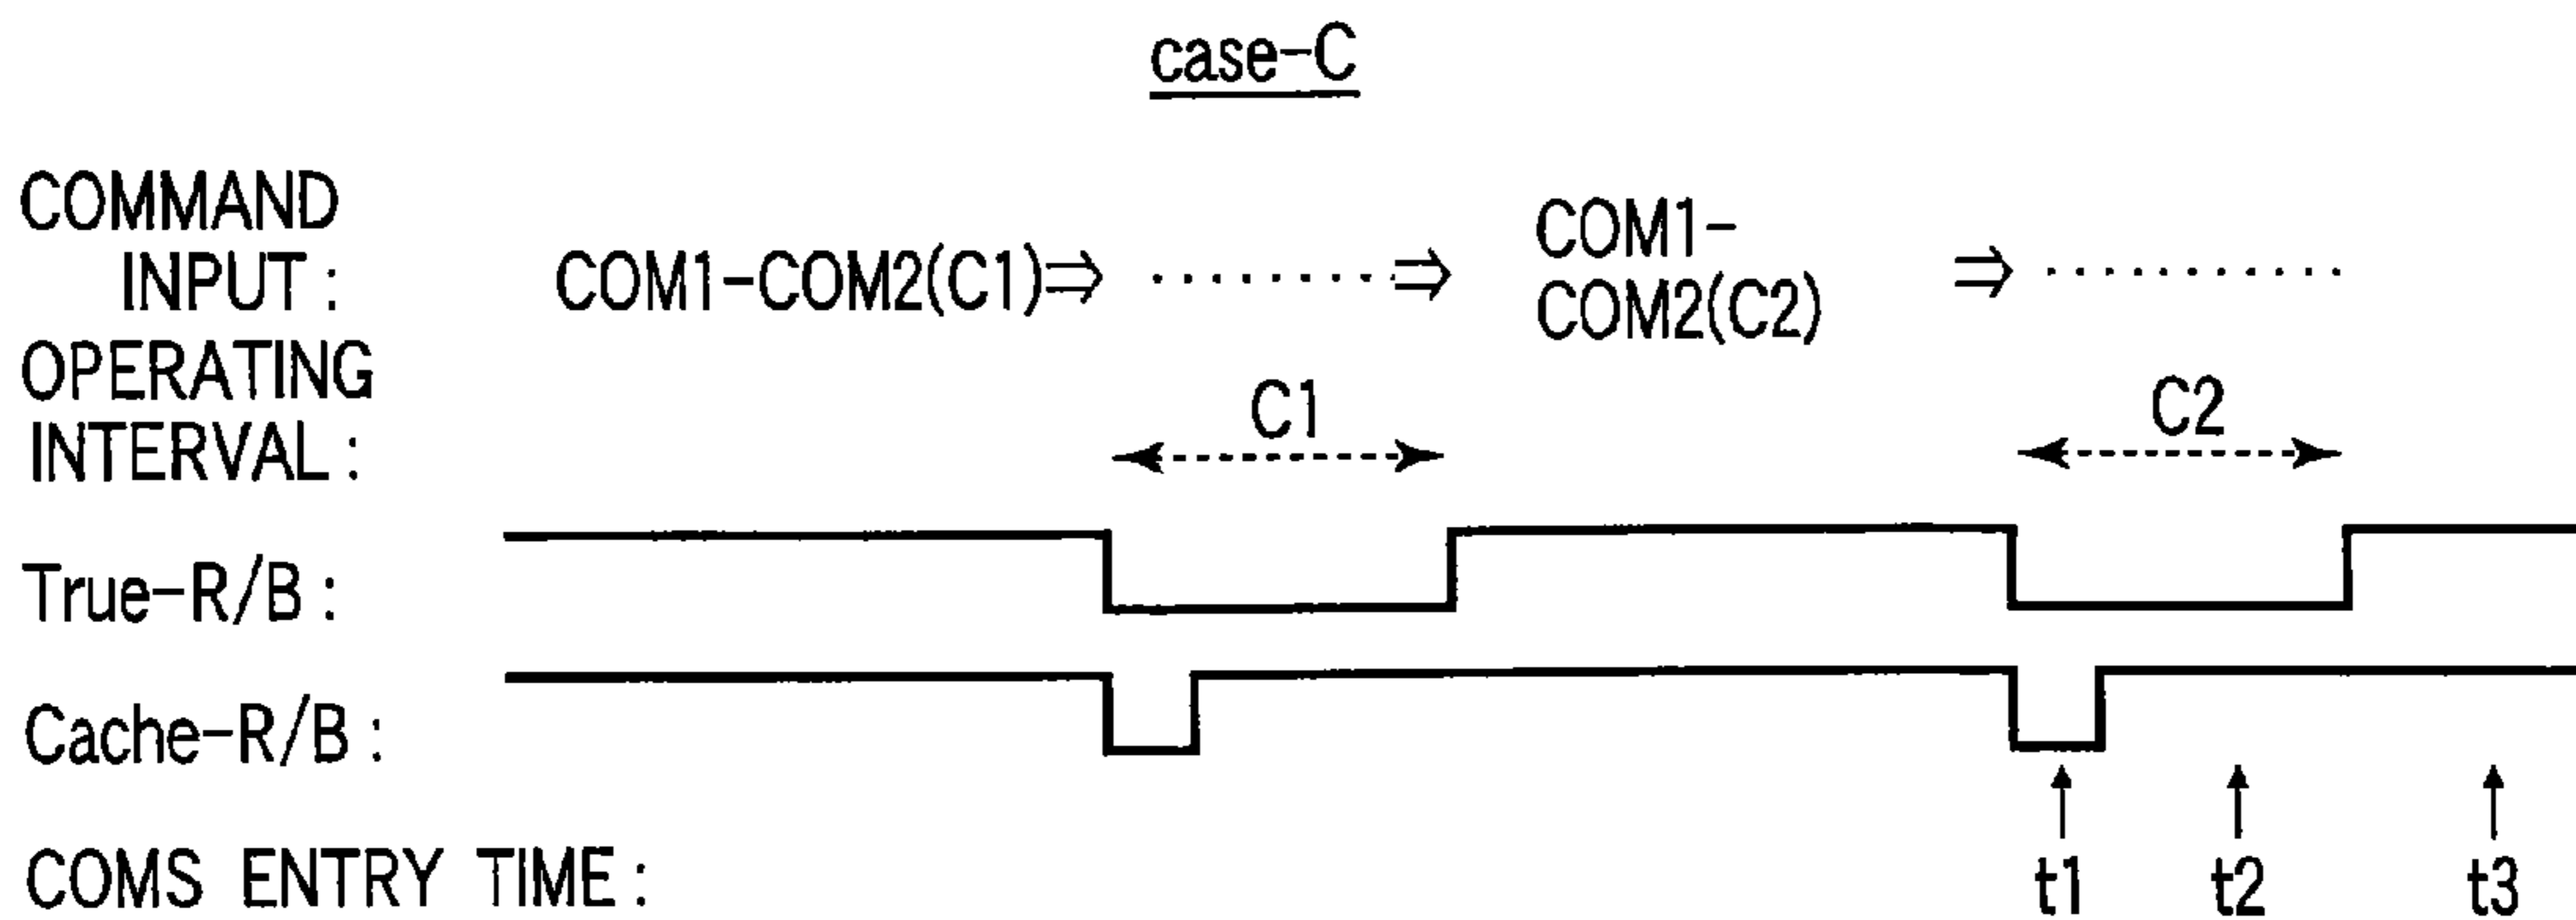 case-C
COMMAND
INPUT :
COM1-COM2(C1)⇒ ········⇒
COM1-
COM2(C2)
⇒ ···········
OPERATING
INTERVAL :
C1
C2
True-R/B :
Cache-R/B :
COMS ENTRY TIME :
t1 t2 t3